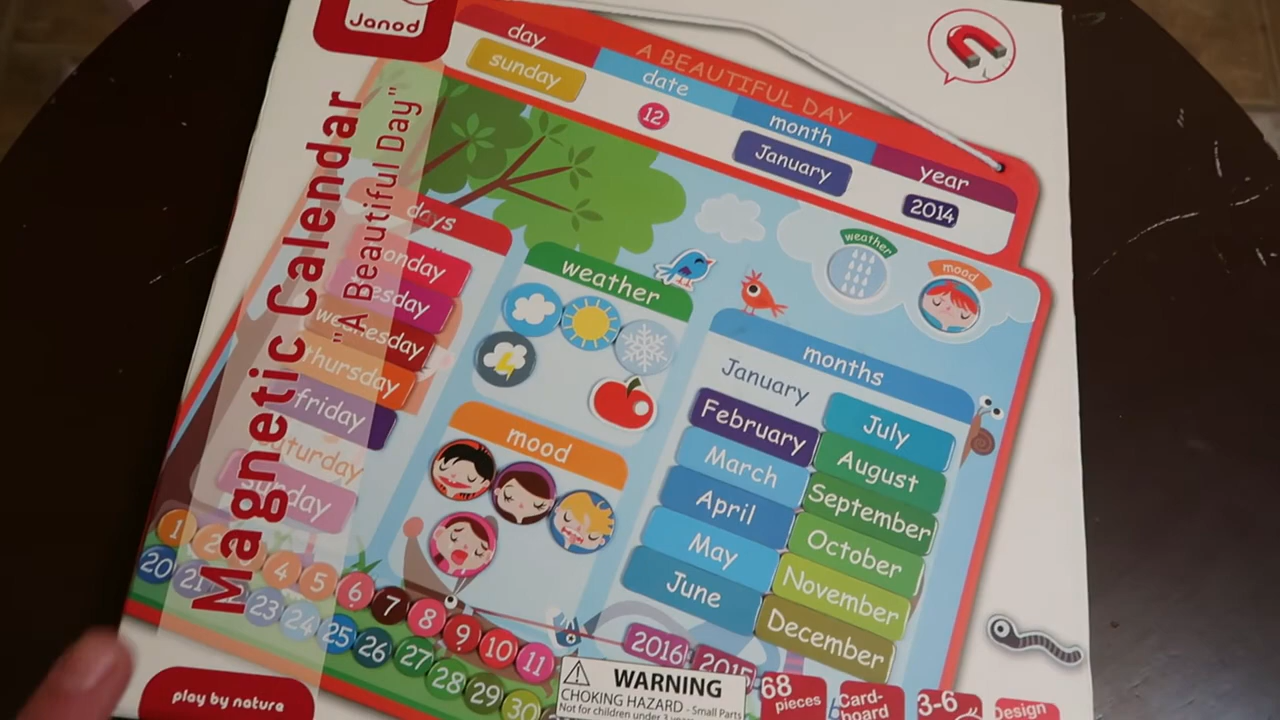 Janod
Magnetic Calendar
"A Beautiful Day"
A BEAUTIFUL DAY
day
date
month
year
sunday
12
January
2014
weather
mood
days
monday
tuesday
wednesday
thursday
friday
saturday
sunday
weather
mood
months
January
February
March
April
May
June
July
August
September
October
November
December
1 2 4 5 6 7 8 9 10 11
20 21 23 24 25 26 27 28 29 30
2016 2015
WARNING
CHOKING HAZARD - Small Parts
Not for children under 3 years
68
pieces
Card-
board
3-6
Design
play by nature